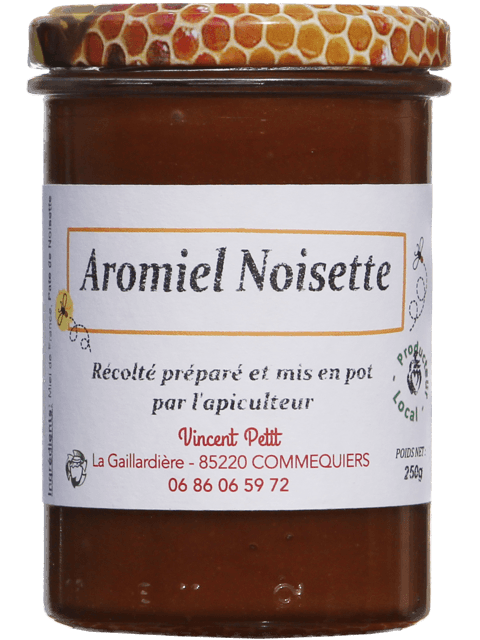 Aromiel Noisette
Récolté préparé et mis en pot
par l'apiculteur
Vincent Petit
La Gaillardière - 85220 COMMEQUIERS
06 86 06 59 72
Ingrédients: Miel de France, Pate de Noisette
- Producteur Local -
POIDS NET :
250g